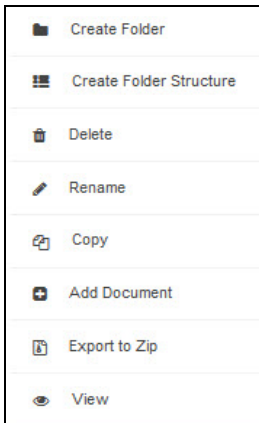 Create Folder
Create Folder Structure
Delete
Rename
Copy
Add Document
Export to Zip
View